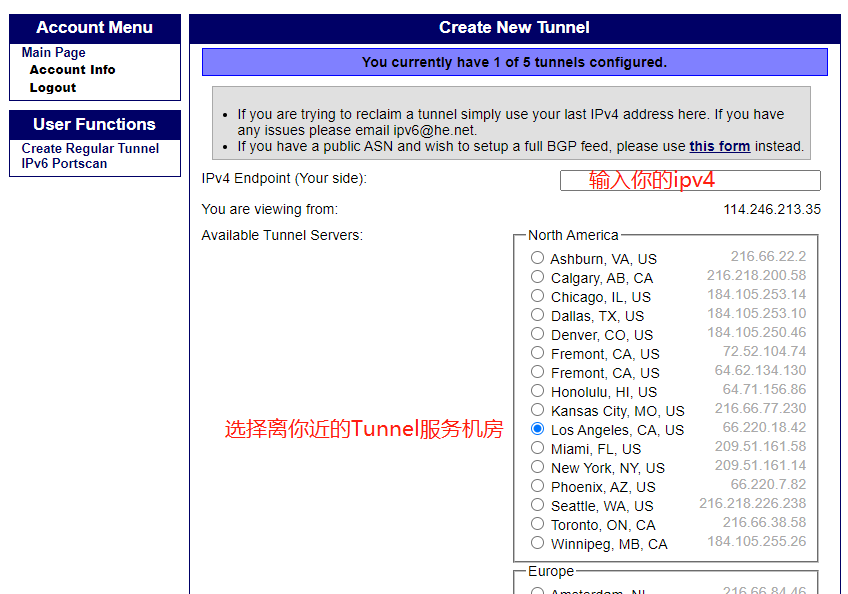 Account Menu
Main Page
Account Info
Logout
User Functions
Create Regular Tunnel
IPv6 Portscan
Create New Tunnel
You currently have 1 of 5 tunnels configured.
• If you are trying to reclaim a tunnel simply use your last IPv4 address here. If you have
any issues please email ipv6@he.net.
• If you have a public ASN and wish to setup a full BGP feed, please use this form instead.
IPv4 Endpoint (Your side): 输入你的ipv4
You are viewing from: 114.246.213.35
Available Tunnel Servers:
North America
Ashburn, VA, US 216.66.22.2
Calgary, AB, CA 216.218.200.58
Chicago, IL, US 184.105.253.14
Dallas, TX, US 184.105.253.10
Denver, CO, US 184.105.250.46
Fremont, CA, US 72.52.104.74
Fremont, CA, US 64.62.134.130
Honolulu, HI, US 64.71.156.86
Kansas City, MO, US 216.66.77.230
选择离你近的Tunnel服务机房
Los Angeles, CA, US 66.220.18.42
Miami, FL, US 209.51.161.58
New York, NY, US 209.51.161.14
Phoenix, AZ, US 66.220.7.82
Seattle, WA, US 216.218.226.238
Toronto, ON, CA 216.66.38.58
Winnipeg, MB, CA 184.105.255.26
Europe
Amsterdam, NL 216.66.84.46